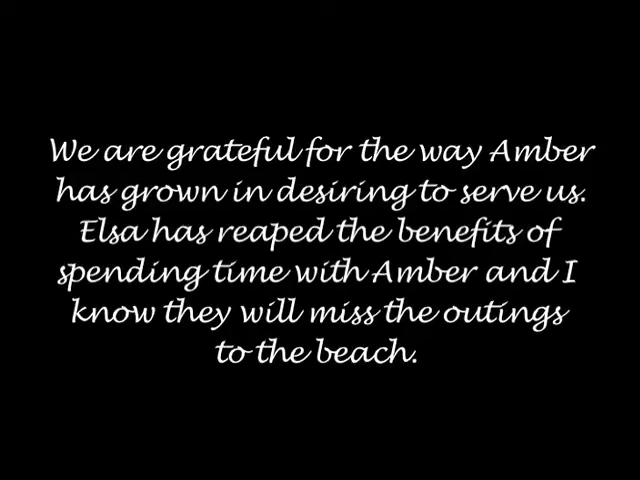 We are grateful for the way Amber
has grown in desiring to serve us.
Elsa has reaped the benefits of
spending time with Amber and I
know they will miss the outings
to the beach.